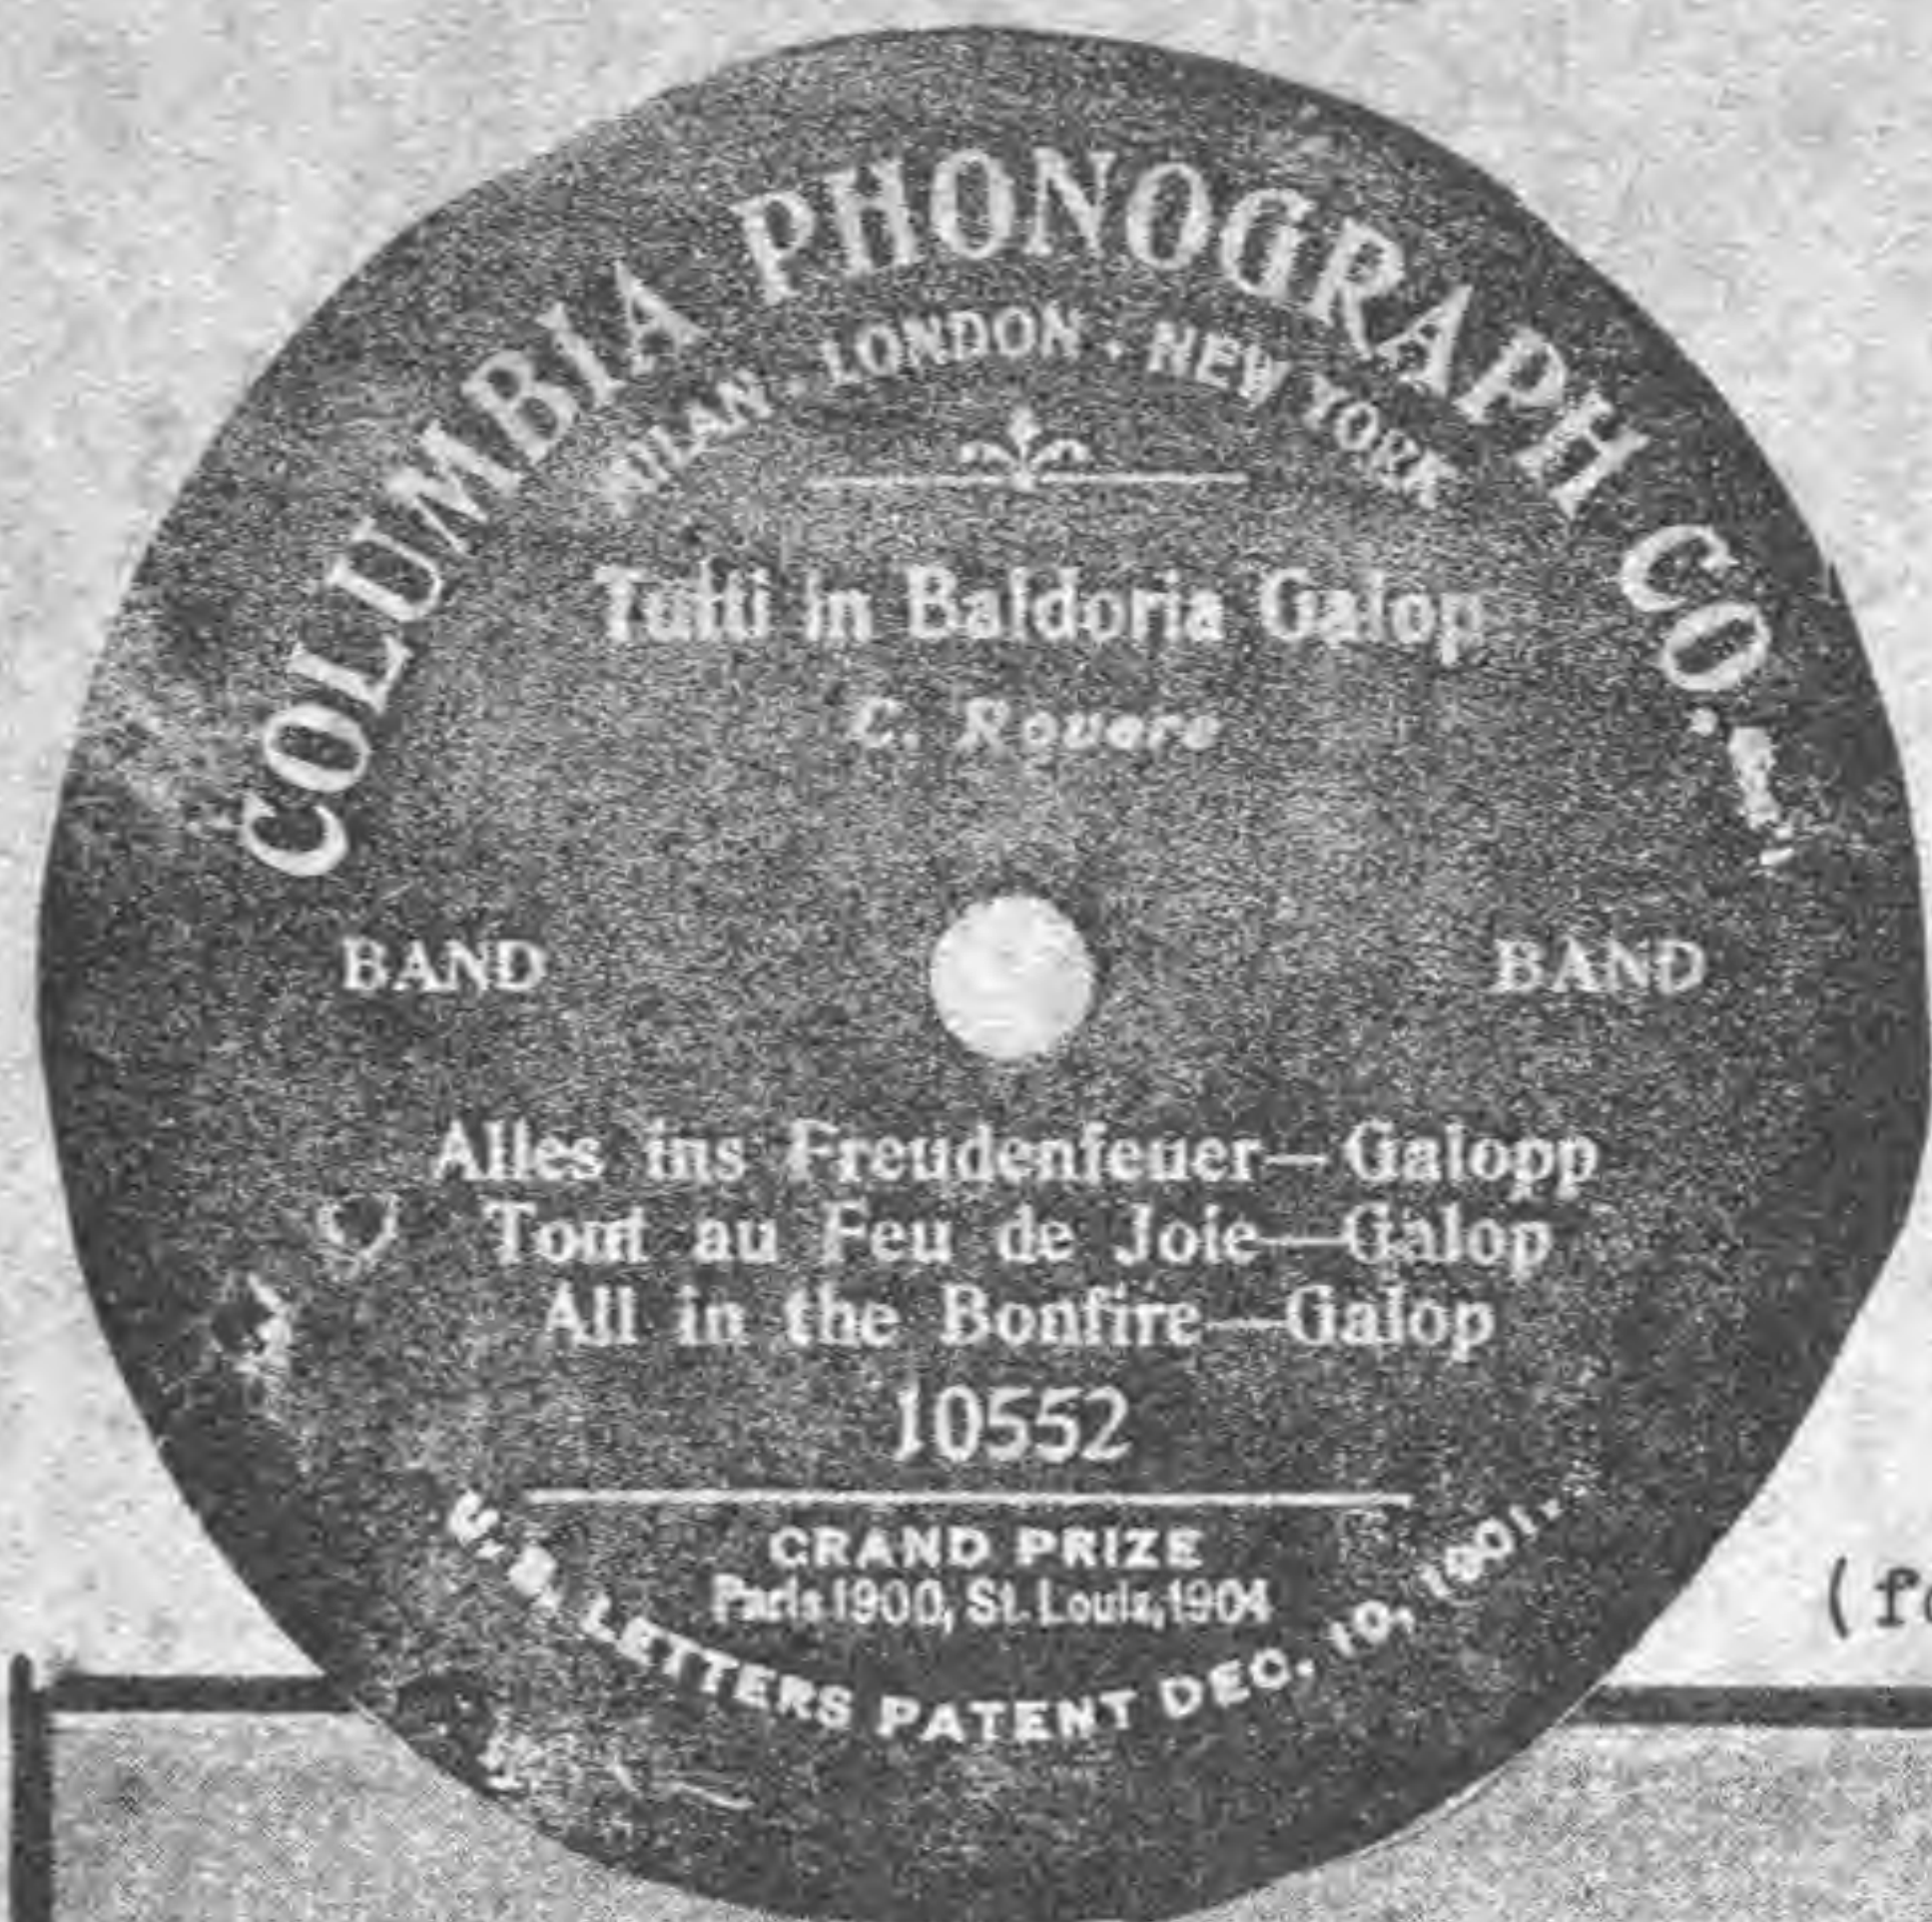 COLUMBIA PHONOGRAPH CO.
MILAN · LONDON · NEW YORK
Tutti in Baldoria Galop
C. Rovere
BAND
BAND
Alles ins Freudenfeuer—Galopp
Tout au Feu de Joie—Galop
All in the Bonfire—Galop
10552
GRAND PRIZE
Paris 1900, St. Louis, 1904
U.S. LETTERS PATENT DEC. 10, 1901.